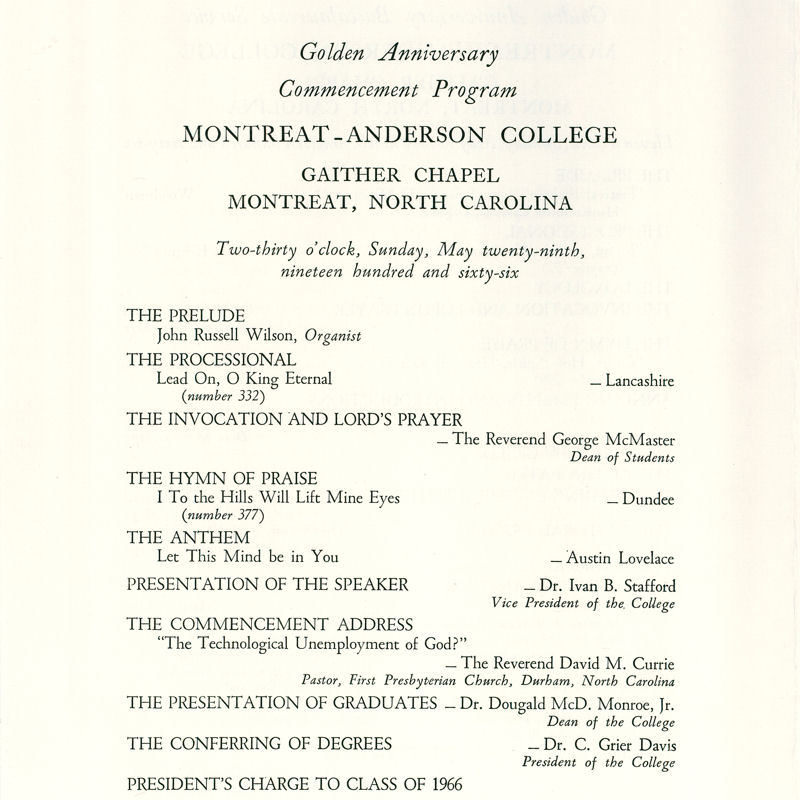 Golden Anniversary
Commencement Program
MONTREAT-ANDERSON COLLEGE
GAITHER CHAPEL
MONTREAT, NORTH CAROLINA
Two-thirty o'clock, Sunday, May twenty-ninth,
nineteen hundred and sixty-six
THE PRELUDE
John Russell Wilson, Organist
THE PROCESSIONAL
Lead On, O King Eternal — Lancashire
(number 332)
THE INVOCATION AND LORD'S PRAYER
— The Reverend George McMaster
Dean of Students
THE HYMN OF PRAISE
I To the Hills Will Lift Mine Eyes — Dundee
(number 377)
THE ANTHEM
Let This Mind be in You — Austin Lovelace
PRESENTATION OF THE SPEAKER — Dr. Ivan B. Stafford
Vice President of the College
THE COMMENCEMENT ADDRESS
"The Technological Unemployment of God?"
— The Reverend David M. Currie
Pastor, First Presbyterian Church, Durham, North Carolina
THE PRESENTATION OF GRADUATES — Dr. Dougald McD. Monroe, Jr.
Dean of the College
THE CONFERRING OF DEGREES — Dr. C. Grier Davis
President of the College
PRESIDENT'S CHARGE TO CLASS OF 1966